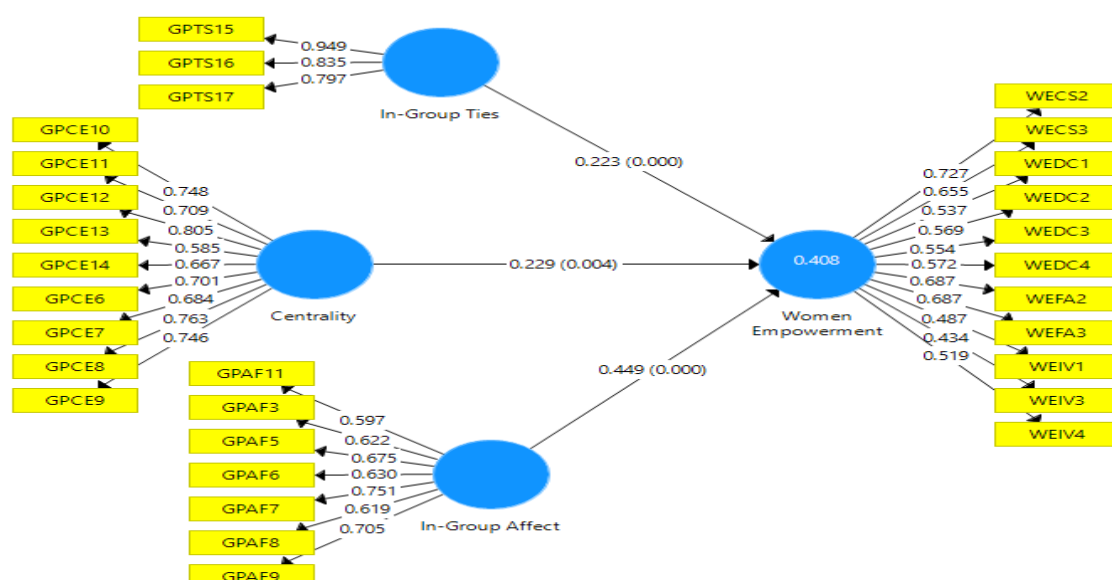 GPTS15
GPTS16
GPTS17
0.949
0.835
0.797
In-Group Ties
GPCE10
GPCE11
GPCE12
GPCE13
GPCE14
GPCE6
GPCE7
GPCE8
GPCE9
0.748
0.709
0.805
0.585
0.667
0.701
0.684
0.763
0.746
Centrality
GPAF11
GPAF3
GPAF5
GPAF6
GPAF7
GPAF8
GPAF9
0.597
0.622
0.675
0.630
0.751
0.619
0.705
In-Group Affect
0.223 (0.000)
0.229 (0.004)
0.449 (0.000)
0.408
Women
Empowerment
0.727
0.655
0.537
0.569
0.554
0.572
0.687
0.687
0.487
0.434
0.519
WECS2
WECS3
WEDC1
WEDC2
WEDC3
WEDC4
WEFA2
WEFA3
WEIV1
WEIV3
WEIV4